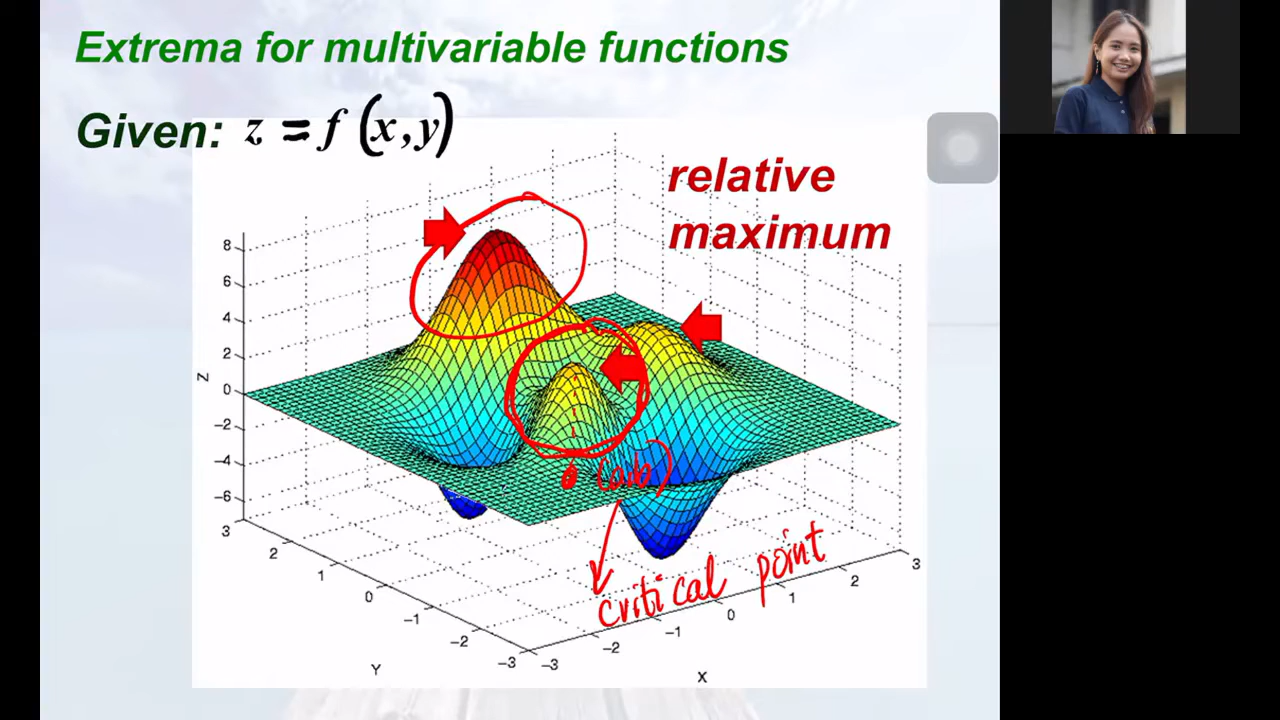 Extrema for multivariable functions
Given: z = f (x,y)
relative
maximum
8
6
4
2
0
−2
−4
−6
Z
3
2
1
0
−1
−2
−3
Y
−3
−2
−1
0
1
2
3
X
(a,b)
critical point